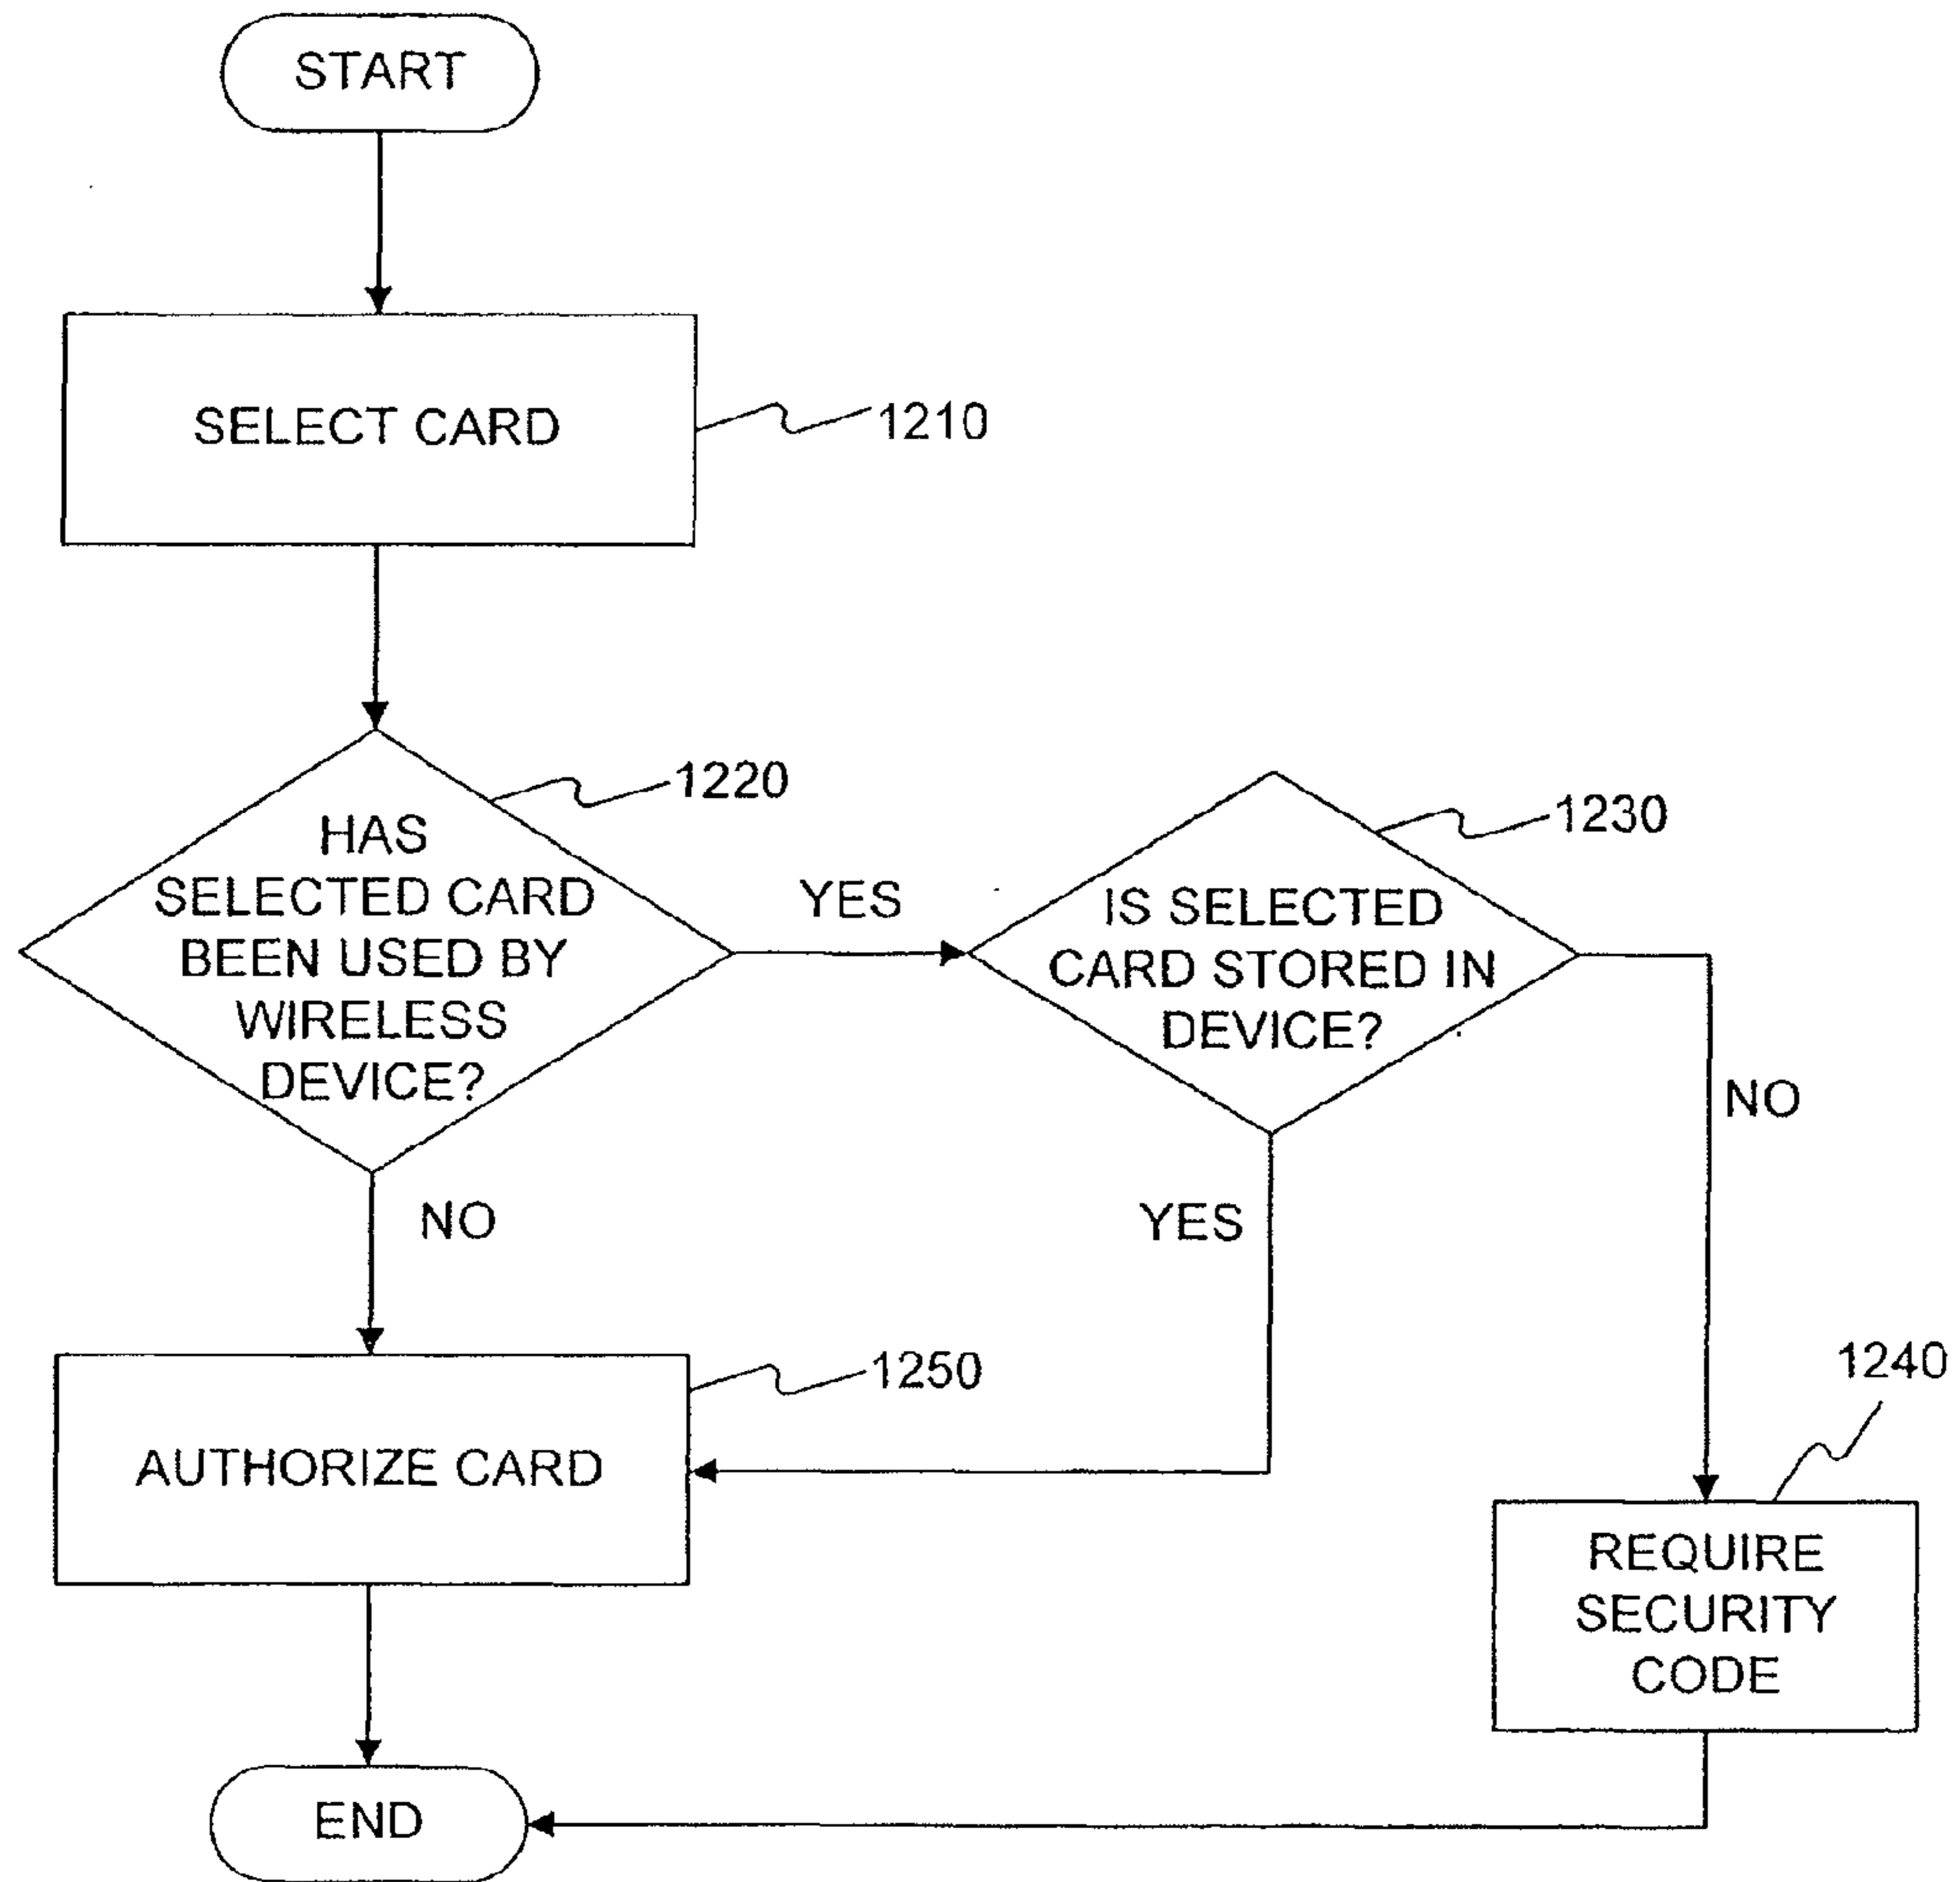 START
SELECT CARD
1210
1220
HAS
SELECTED CARD
BEEN USED BY
WIRELESS
DEVICE?
YES
1230
IS SELECTED
CARD STORED IN
DEVICE?
NO
NO
YES
1250
AUTHORIZE CARD
1240
REQUIRE
SECURITY
CODE
END